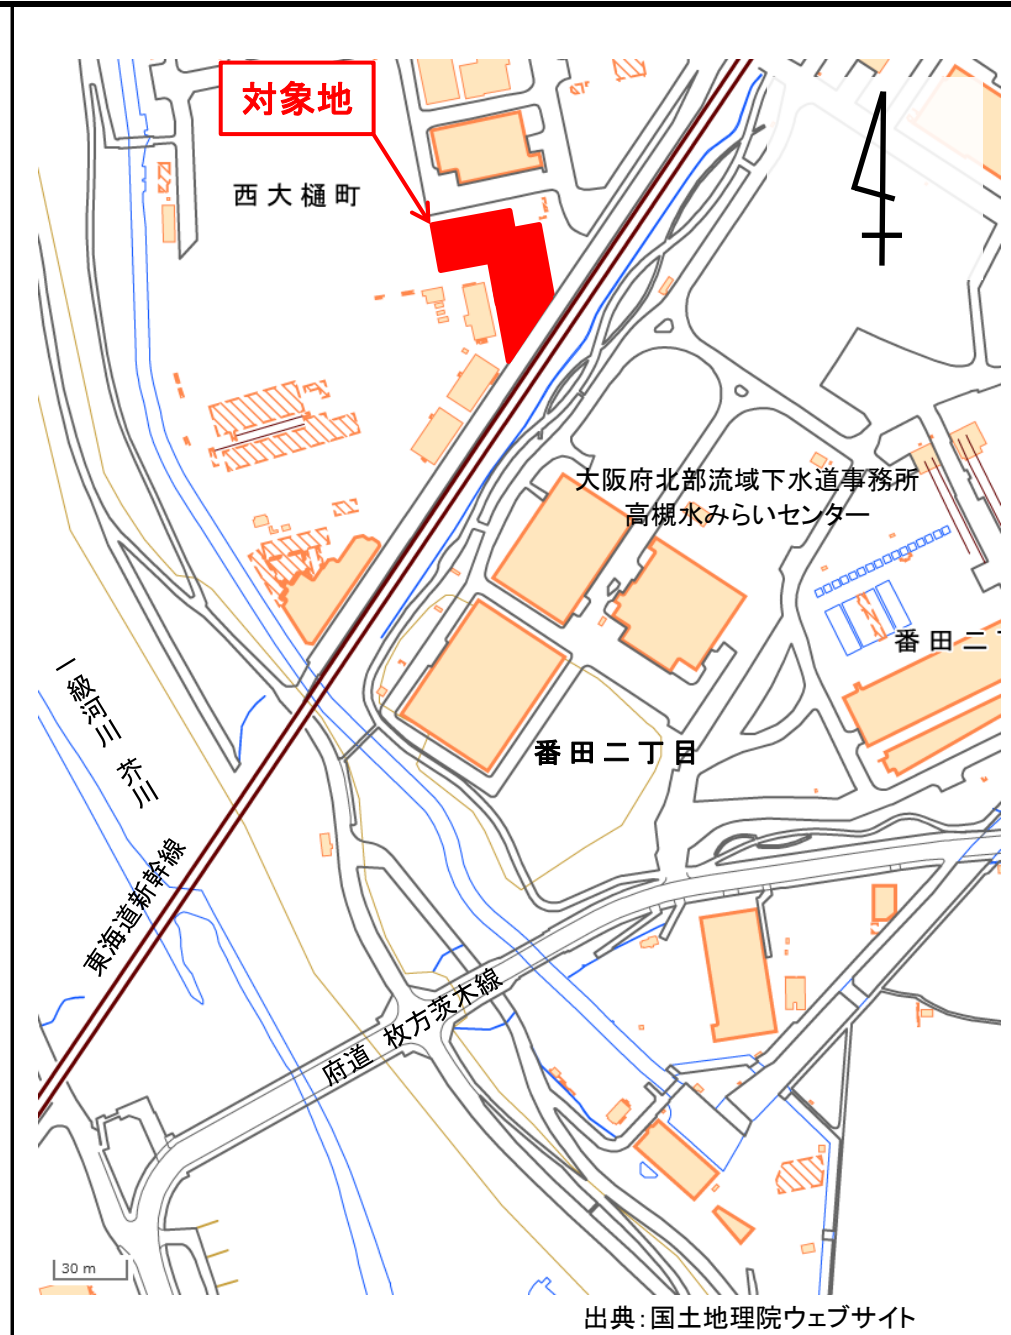 対象地
西大樋町
大阪府北部流域下水道事務所
高槻水みらいセンター
番田二丁
一級河川 芥川
番田二丁目
東海道新幹線
府道 枚方茨木線
30 m
出典：国土地理院ウェブサイト